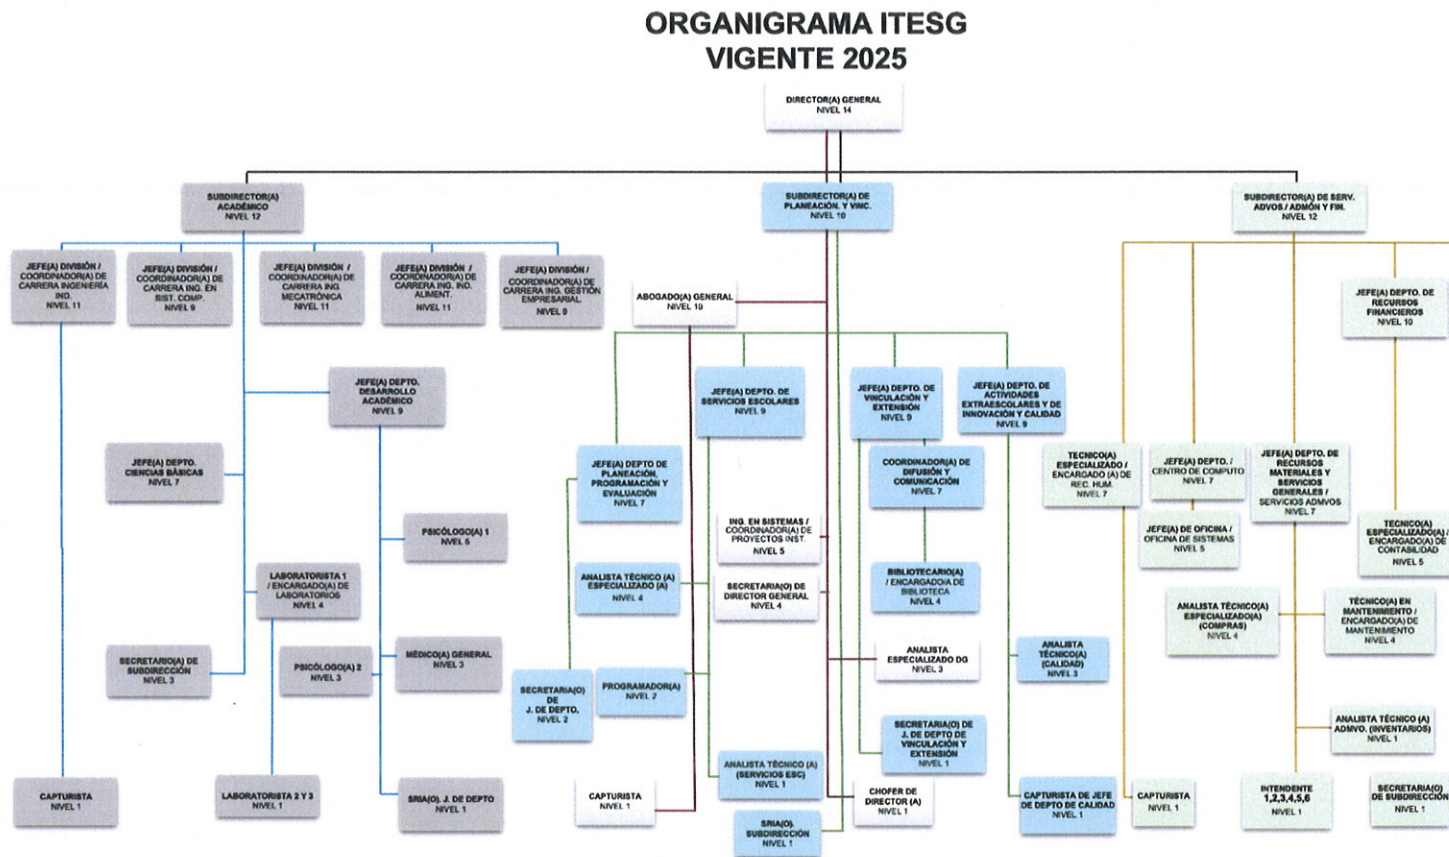 ORGANIGRAMA ITESG
VIGENTE 2025
DIRECTOR(A) GENERAL
NIVEL 14
SUBDIRECTOR(A)
ACADÉMICO
NIVEL 12
SUBDIRECTOR(A) DE
PLANEACIÓN. Y VINC.
NIVEL 10
SUBDIRECTOR(A) DE SERV.
ADVOS / ADMÓN Y FIN.
NIVEL 12
JEFE(A) DIVISIÓN /
COORDINADOR(A) DE
CARRERA INGENIERÍA
IND.
NIVEL 11
JEFE(A) DIVISIÓN /
COORDINADOR(A) DE
CARRERA ING. EN
SIST. COMP.
NIVEL 9
JEFE(A) DIVISIÓN /
COORDINADOR(A) DE
CARRERA ING.
MECATRÓNICA
NIVEL 11
JEFE(A) DIVISIÓN /
COORDINADOR(A) DE
CARRERA ING. IND.
ALIMENT.
NIVEL 11
JEFE(A) DIVISIÓN /
COORDINADOR(A) DE
CARRERA ING. GESTIÓN
EMPRESARIAL.
NIVEL 9
ABOGADO(A) GENERAL
NIVEL 10
JEFE(A) DEPTO. DE
RECURSOS
FINANCIEROS
NIVEL 10
JEFE(A) DEPTO.
DESARROLLO
ACADÉMICO
NIVEL 9
JEFE(A) DEPTO. DE
SERVICIOS ESCOLARES
NIVEL 9
JEFE(A) DEPTO. DE
VINCULACIÓN Y
EXTENSIÓN
NIVEL 9
JEFE(A) DEPTO. DE
ACTIVIDADES
EXTRAESCOLARES Y DE
INNOVACIÓN Y CALIDAD
NIVEL 9
JEFE(A) DEPTO.
CIENCIAS BÁSICAS
NIVEL 7
JEFE(A) DEPTO DE
PLANEACIÓN,
PROGRAMACIÓN Y
EVALUACIÓN
NIVEL 7
COORDINADOR(A) DE
DIFUSIÓN Y
COMUNICACIÓN
NIVEL 7
TECNICO(A)
ESPECIALIZADO /
ENCARGADO (A) DE
REC. HUM.
NIVEL 7
JEFE(A) DEPTO. /
CENTRO DE COMPUTO
NIVEL 7
JEFE(A) DEPTO. DE
RECURSOS
MATERIALES Y
SERVICIOS
GENERALES /
SERVICIOS ADMVOS
NIVEL 7
PSICÓLOGO(A) 1
NIVEL 5
ING. EN SISTEMAS /
COORDINADOR(A) DE
PROYECTOS INST.
NIVEL 5
JEFE(A) DE OFICINA /
OFICINA DE SISTEMAS
NIVEL 5
TECNICO(A)
ESPECIALIZADO(A) /
ENCARGADO(A) DE
CONTABILIDAD
NIVEL 5
LABORATORISTA 1
/ ENCARGADO(A) DE
LABORATORIOS
NIVEL 4
ANALISTA TÉCNICO (A)
ESPECIALIZADO (A)
NIVEL 4
SECRETARIA(O) DE
DIRECTOR GENERAL
NIVEL 4
BIBLIOTECARIO(A)
/ ENCARGADO/A DE
BIBLIOTECA
NIVEL 4
ANALISTA TÉCNICO(A)
ESPECIALIZADO(A)
(COMPRAS)
NIVEL 4
TÉCNICO(A) EN
MANTENIMIENTO /
ENCARGADO(A) DE
MANTENIMIENTO
NIVEL 4
SECRETARIO(A) DE
SUBDIRECCIÓN
NIVEL 3
PSICÓLOGO(A) 2
NIVEL 3
MÉDICO(A) GENERAL
NIVEL 3
ANALISTA
ESPECIALIZADO DG
NIVEL 3
ANALISTA
TÉCNICO(A)
(CALIDAD)
NIVEL 3
SECRETARIA(O)
DE
J. DE DEPTO.
NIVEL 2
PROGRAMADOR(A)
NIVEL 2
SECRETARIA(O) DE
J. DE DEPTO DE
VINCULACIÓN Y
EXTENSIÓN
NIVEL 1
ANALISTA TÉCNICO (A)
ADMVO. (INVENTARIOS)
NIVEL 1
CAPTURISTA
NIVEL 1
LABORATORISTA 2 Y 3
NIVEL 1
SRIA(O). J. DE DEPTO
NIVEL 1
CAPTURISTA
NIVEL 1
ANALISTA TÉCNICO (A)
(SERVICIOS ESC)
NIVEL 1
SRIA(O).
SUBDIRECCIÓN
NIVEL 1
CHOFER DE
DIRECTOR (A)
NIVEL 1
CAPTURISTA DE JEFE
DE DEPTO DE CALIDAD
NIVEL 1
CAPTURISTA
NIVEL 1
INTENDENTE
1,2,3,4,5,6
NIVEL 1
SECRETARIA(O)
DE SUBDIRECCIÓN
NIVEL 1